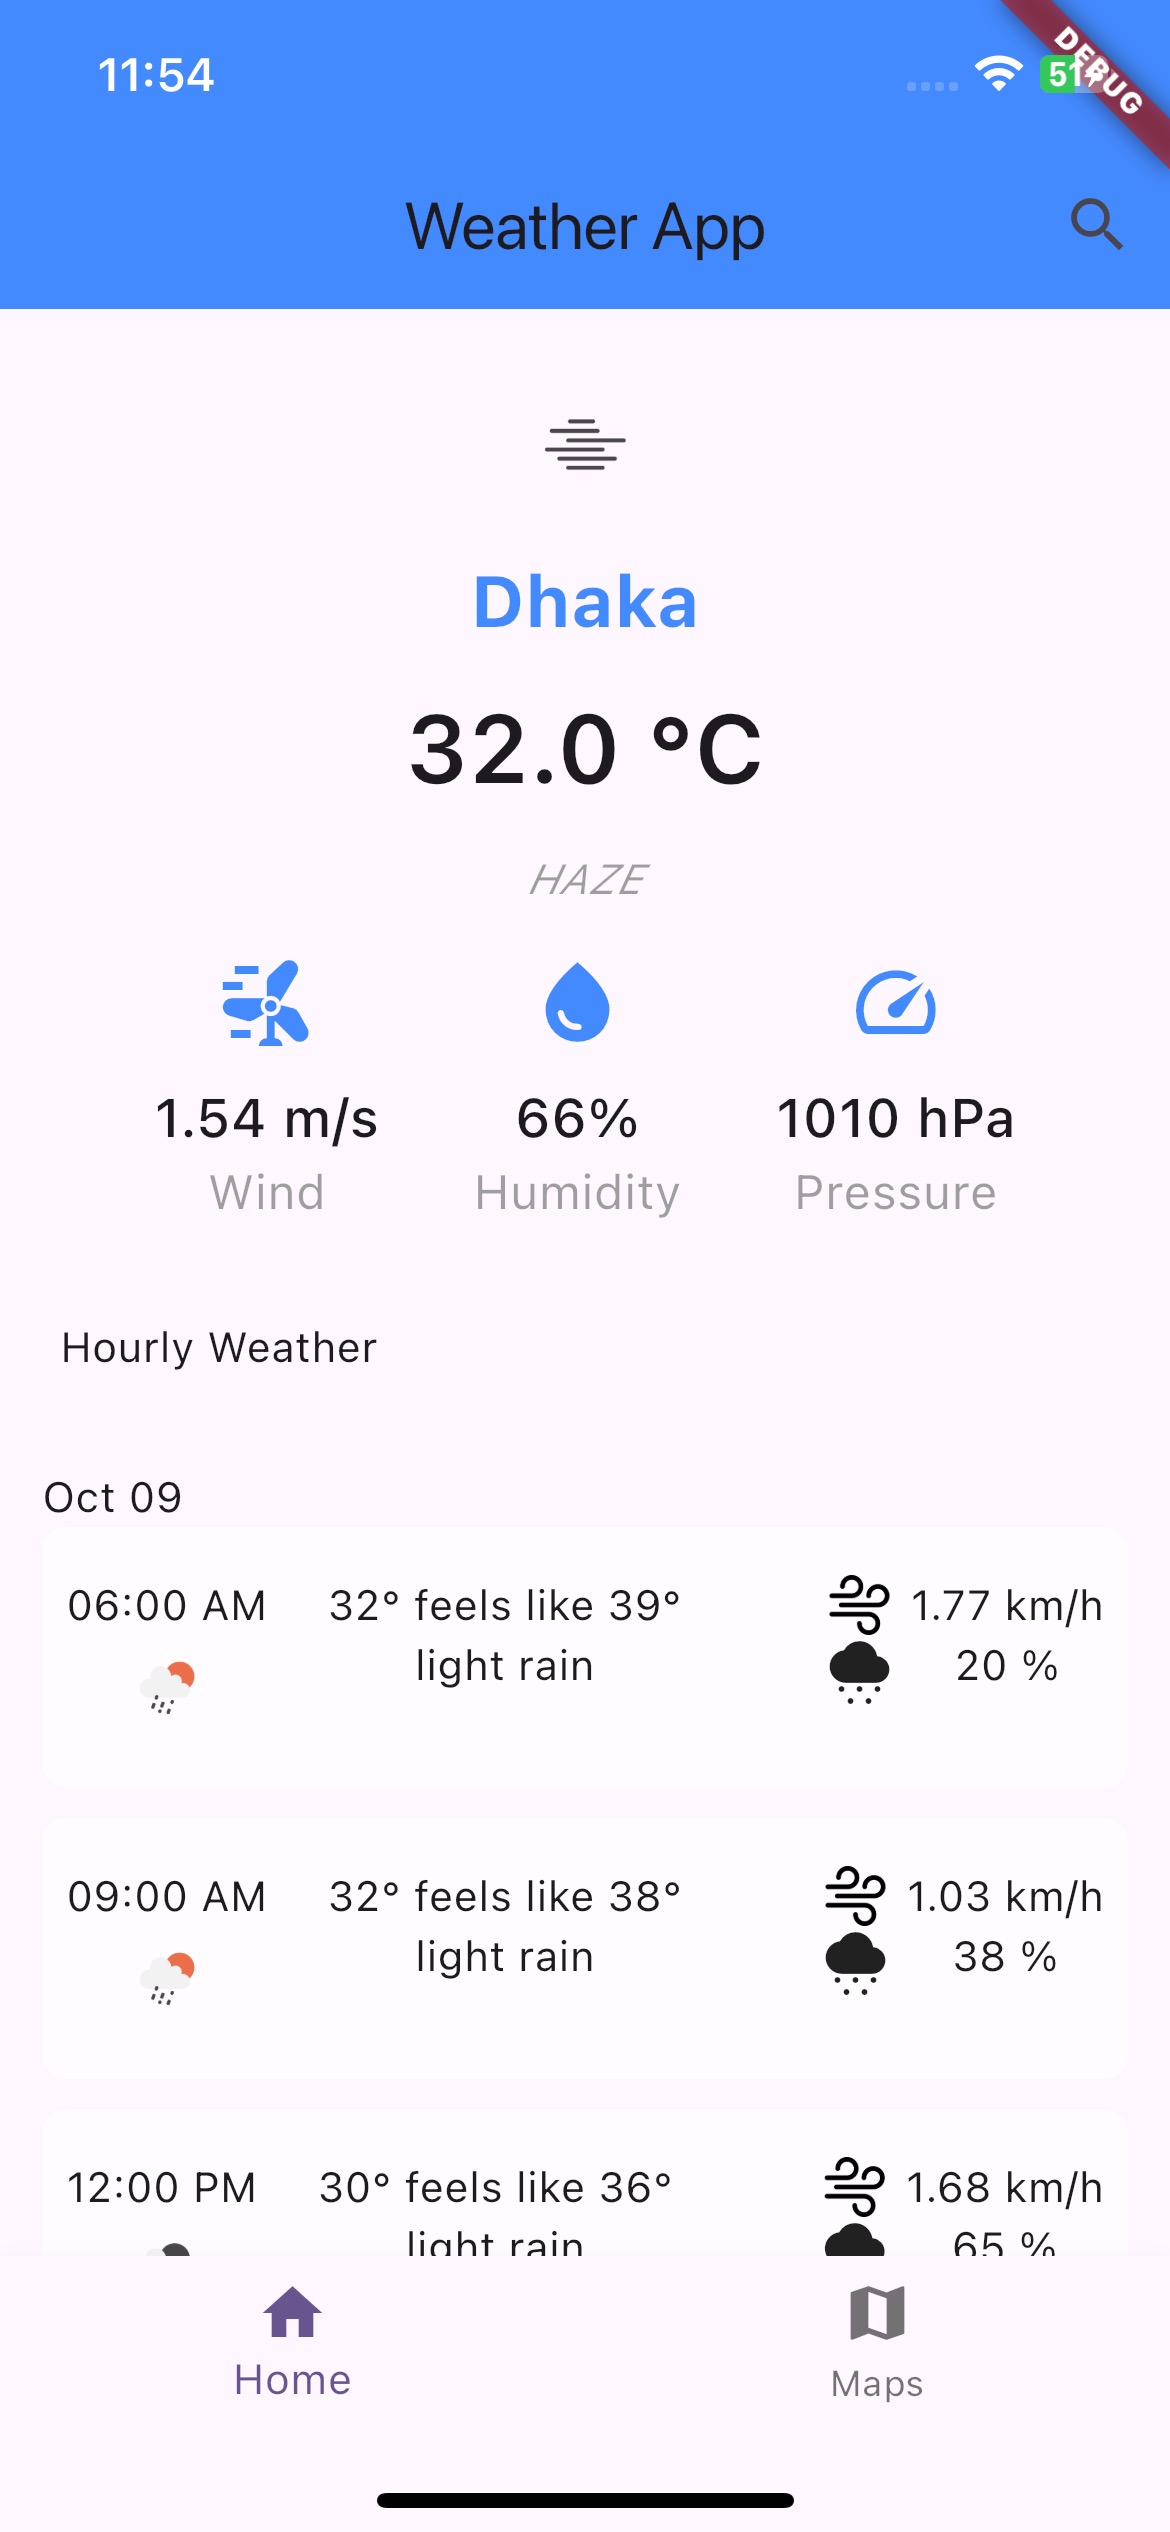 11:54
51
DEBUG
Weather App
Dhaka
32.0 °C
HAZE
1.54 m/s 66% 1010 hPa
Wind Humidity Pressure
Hourly Weather
Oct 09
06:00 AM 32° feels like 39° 1.77 km/h
light rain 20 %
09:00 AM 32° feels like 38° 1.03 km/h
light rain 38 %
12:00 PM 30° feels like 36° 1.68 km/h
light rain 65 %
Home Maps